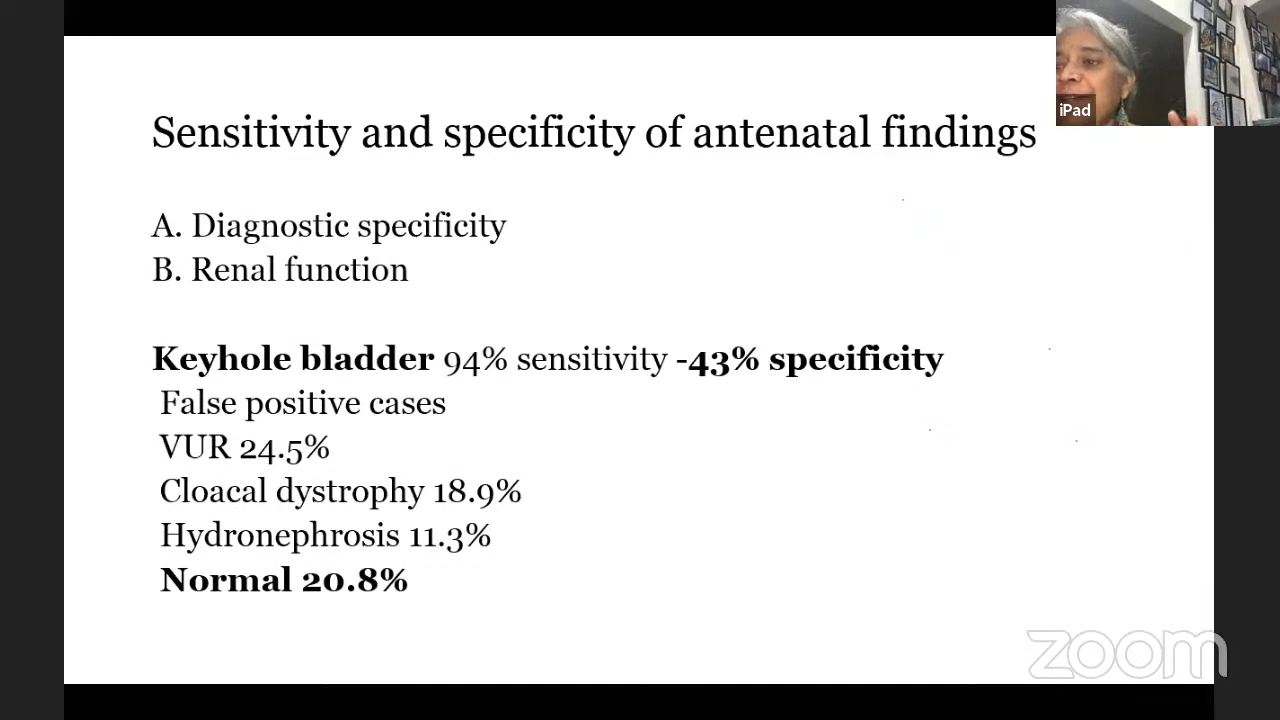 Sensitivity and specificity of antenatal findings
A. Diagnostic specificity
B. Renal function
Keyhole bladder 94% sensitivity -43% specificity
False positive cases
VUR 24.5%
Cloacal dystrophy 18.9%
Hydronephrosis 11.3%
Normal 20.8%
iPad
zoom